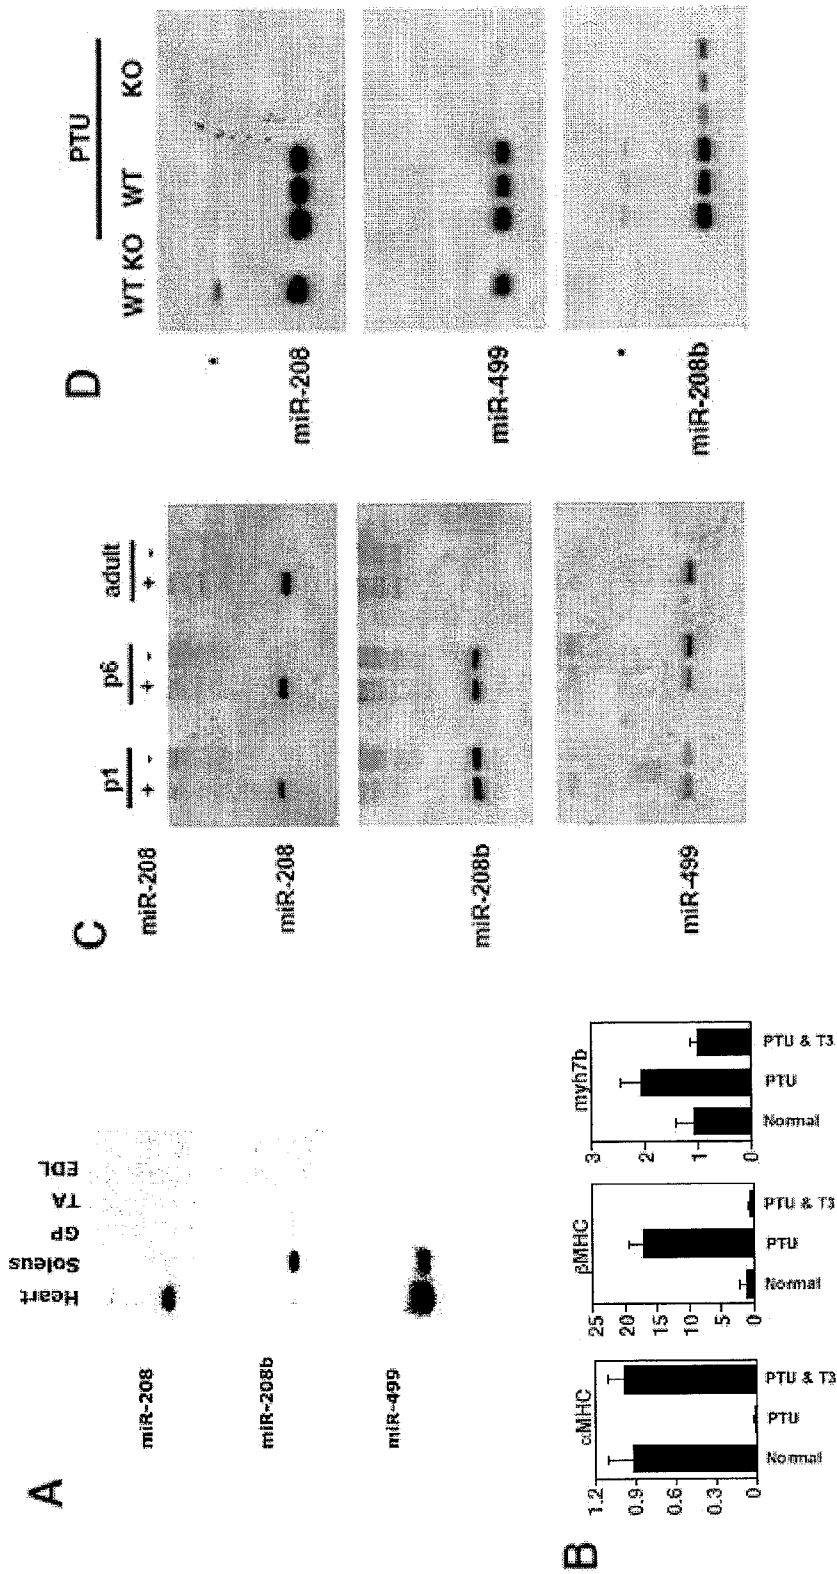 A
Heart Soleus GP TA EDL
miR-208
miR-208b
miR-499
B
αMHC
1.2
0.9
0.6
0.3
0
Normal
PTU
PTU & T3
βMHC
25
20
15
10
5
0
Normal
PTU
PTU & T3
myh7b
3
2
1
0
Normal
PTU
PTU & T3
C
p1 p6 adult
miR-208 + - + - + -
miR-208
miR-208b
miR-499
D
PTU
WT KO WT KO
miR-208
miR-499
miR-208b